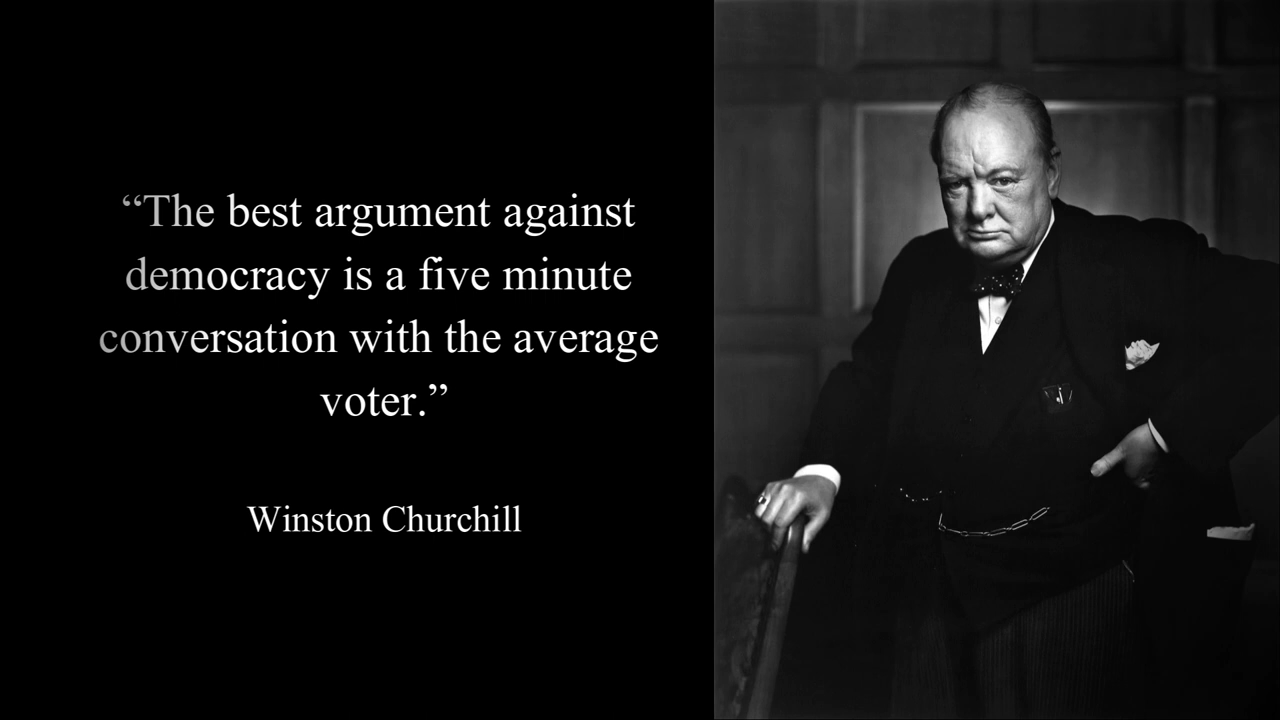 “The best argument against
democracy is a five minute
conversation with the average
voter.”
Winston Churchill